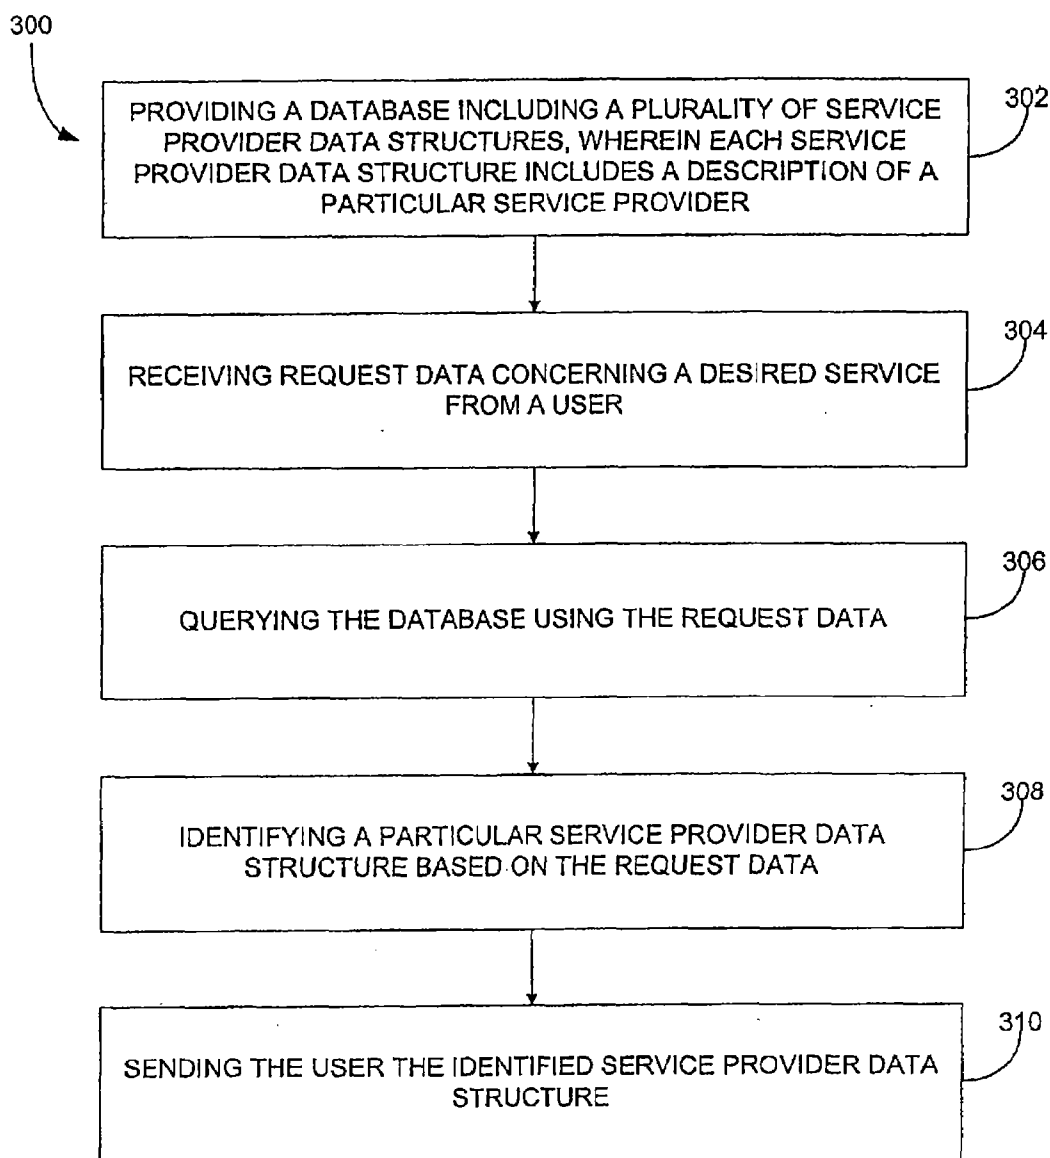 300
302
PROVIDING A DATABASE INCLUDING A PLURALITY OF SERVICE
PROVIDER DATA STRUCTURES, WHEREIN EACH SERVICE
PROVIDER DATA STRUCTURE INCLUDES A DESCRIPTION OF A
PARTICULAR SERVICE PROVIDER
304
RECEIVING REQUEST DATA CONCERNING A DESIRED SERVICE
FROM A USER
306
QUERYING THE DATABASE USING THE REQUEST DATA
308
IDENTIFYING A PARTICULAR SERVICE PROVIDER DATA
STRUCTURE BASED ON THE REQUEST DATA
310
SENDING THE USER THE IDENTIFIED SERVICE PROVIDER DATA
STRUCTURE